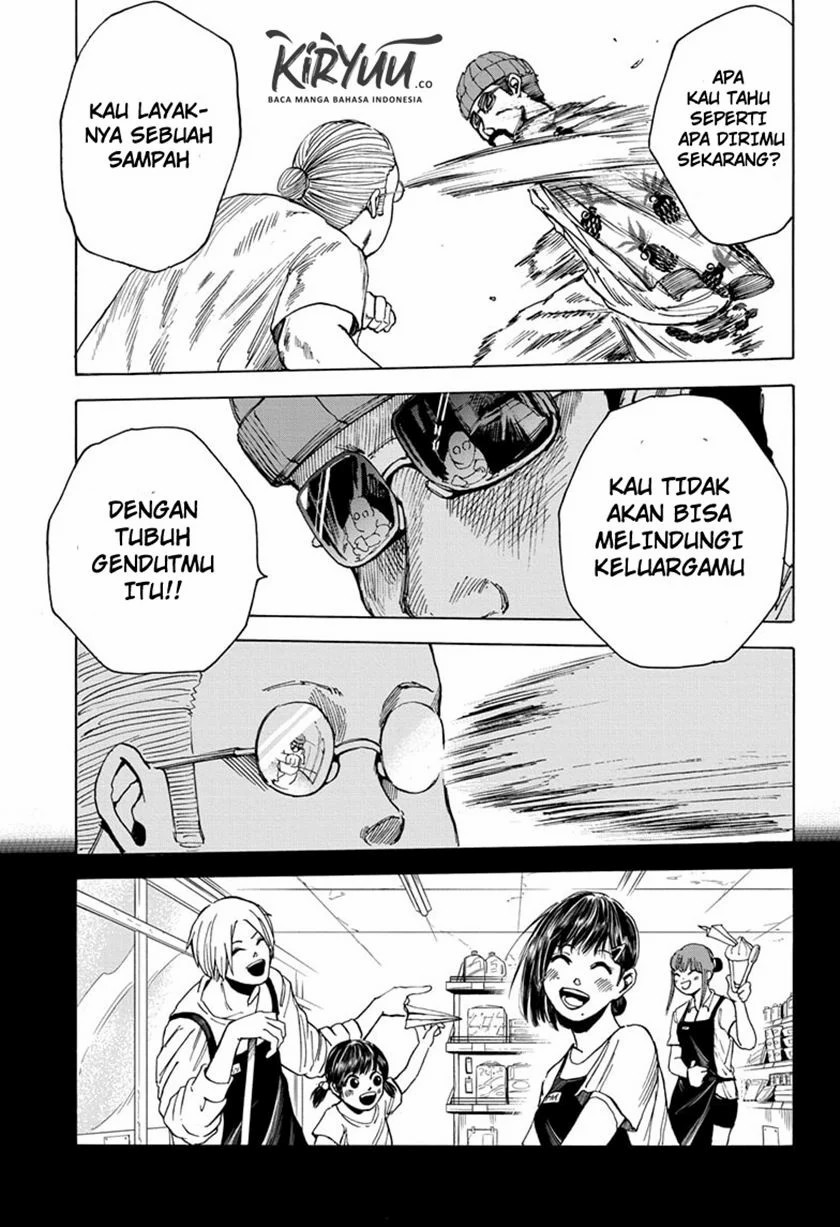 KIRYUU.CO
BACA MANGA BAHASA INDONESIA
APA
KAU TAHU
SEPERTI
APA DIRIMU
SEKARANG?
KAU LAYAK-
NYA SEBUAH
SAMPAH
KAU TIDAK
AKAN BISA
MELINDUNGI
KELUARGAMU
DENGAN
TUBUH
GENDUTMU
ITU!!